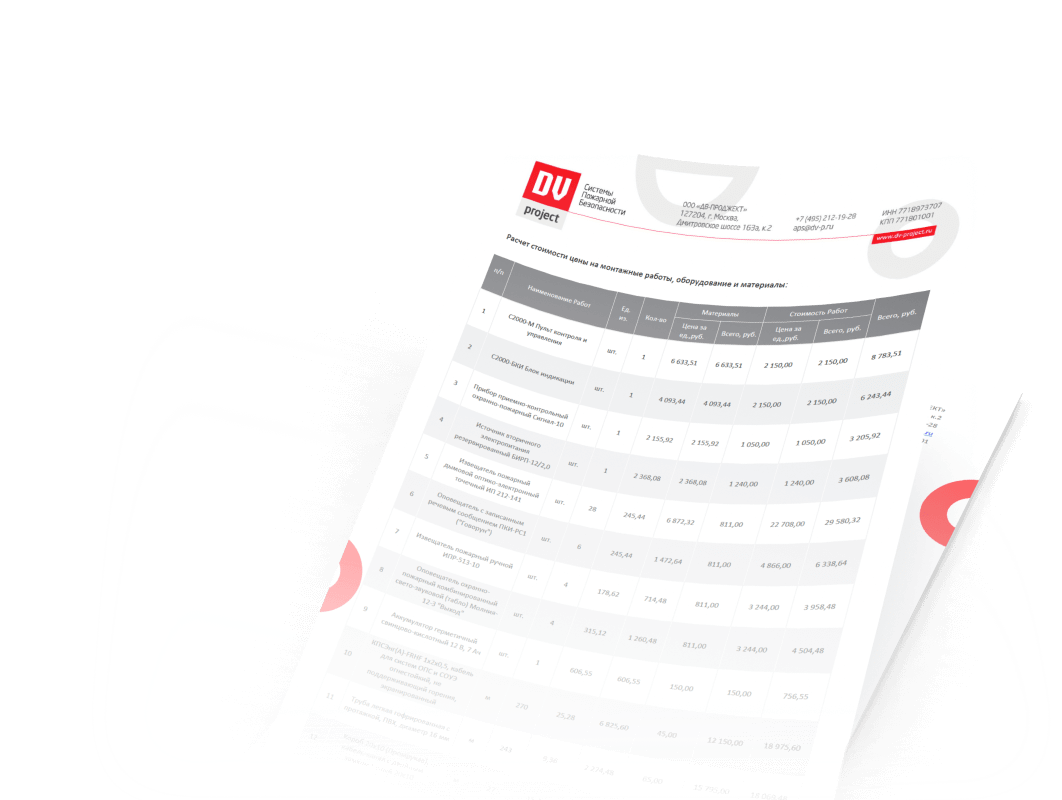 DV
project
Системы
Пожарной
Безопасности
ООО «ДВ-ПРОДЖЕКТ»
127204, г. Москва,
Дмитровское шоссе 163а, к.2
+7 (495) 212-19-28
aps@dv-p.ru
ИНН 7718973707
КПП 771801001
www.dv-project.ru
Расчет стоимости цены на монтажные работы, оборудование и материалы:
п/п Наименование Работ Ед. из. Кол-во Материалы Стоимость Работ Всего, руб.
Цена за ед.,руб. Всего, руб. Цена за ед.,руб. Всего, руб.
1 С2000-М Пульт контроля и управления шт. 1 6 633,51 6 633,51 2 150,00 2 150,00 8 783,51
2 С2000-БКИ Блок индикации шт. 1 4 093,44 4 093,44 2 150,00 2 150,00 6 243,44
3 Прибор приемно-контрольный охранно-пожарный Сигнал-10 шт. 1 2 155,92 2 155,92 1 050,00 1 050,00 3 205,92
4 Источник вторичного электропитания резервированный БИРП-12/2,0 шт. 1 2 368,08 2 368,08 1 240,00 1 240,00 3 608,08
5 Извещатель пожарный дымовой оптико-электронный точечный ИП 212-141 шт. 28 245,44 6 872,32 811,00 22 708,00 29 580,32
6 Оповещатель с записанным речевым сообщением ПКИ-РС1 ("Говорун") шт. 6 245,44 1 472,64 811,00 4 866,00 6 338,64
7 Извещатель пожарный ручной ИПР-513-10 шт. 4 178,62 714,48 811,00 3 244,00 3 958,48
8 Оповещатель охранно-пожарный комбинированный свето-звуковой (табло) Молния-12-З "Выход" шт. 4 315,12 1 260,48 811,00 3 244,00 4 504,48
9 Аккумулятор герметичный свинцово-кислотный 12 В, 7 Ач шт. 1 606,55 606,55 150,00 150,00 756,55
10 1х2х0,5, кабель для систем ОПС и СОУЭ огнестойкий, не поддерживающий горения, экранированный м 270 25,28 6 825,60 45,00 12 150,00 18 975,60
11 Труба легкая гофрированная с протяжкой, ПВХ, диаметр 16 мм м 243
КТ»
к.2
-28